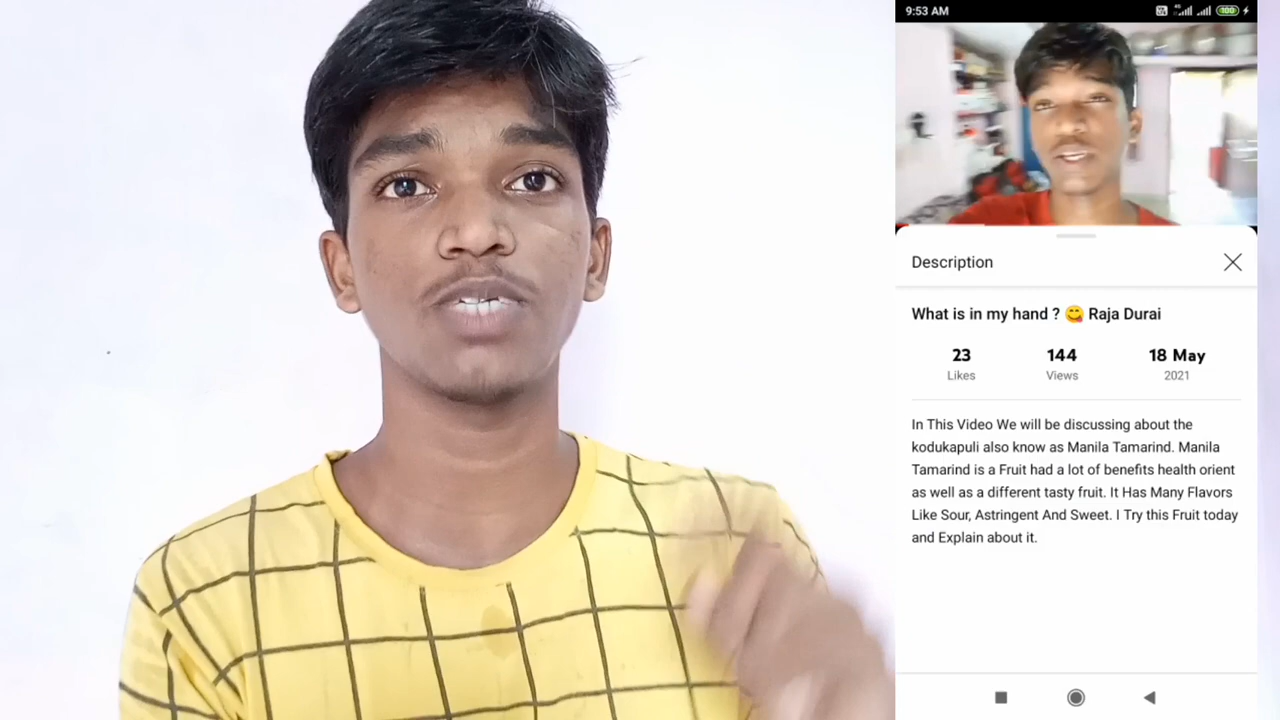 9:53 AM
4G
100
Description
What is in my hand ? 😋 Raja Durai
23 144 18 May
Likes Views 2021
In This Video We will be discussing about the
kodukapuli also know as Manila Tamarind. Manila
Tamarind is a Fruit had a lot of benefits health orient
as well as a different tasty fruit. It Has Many Flavors
Like Sour, Astringent And Sweet. I Try this Fruit today
and Explain about it.